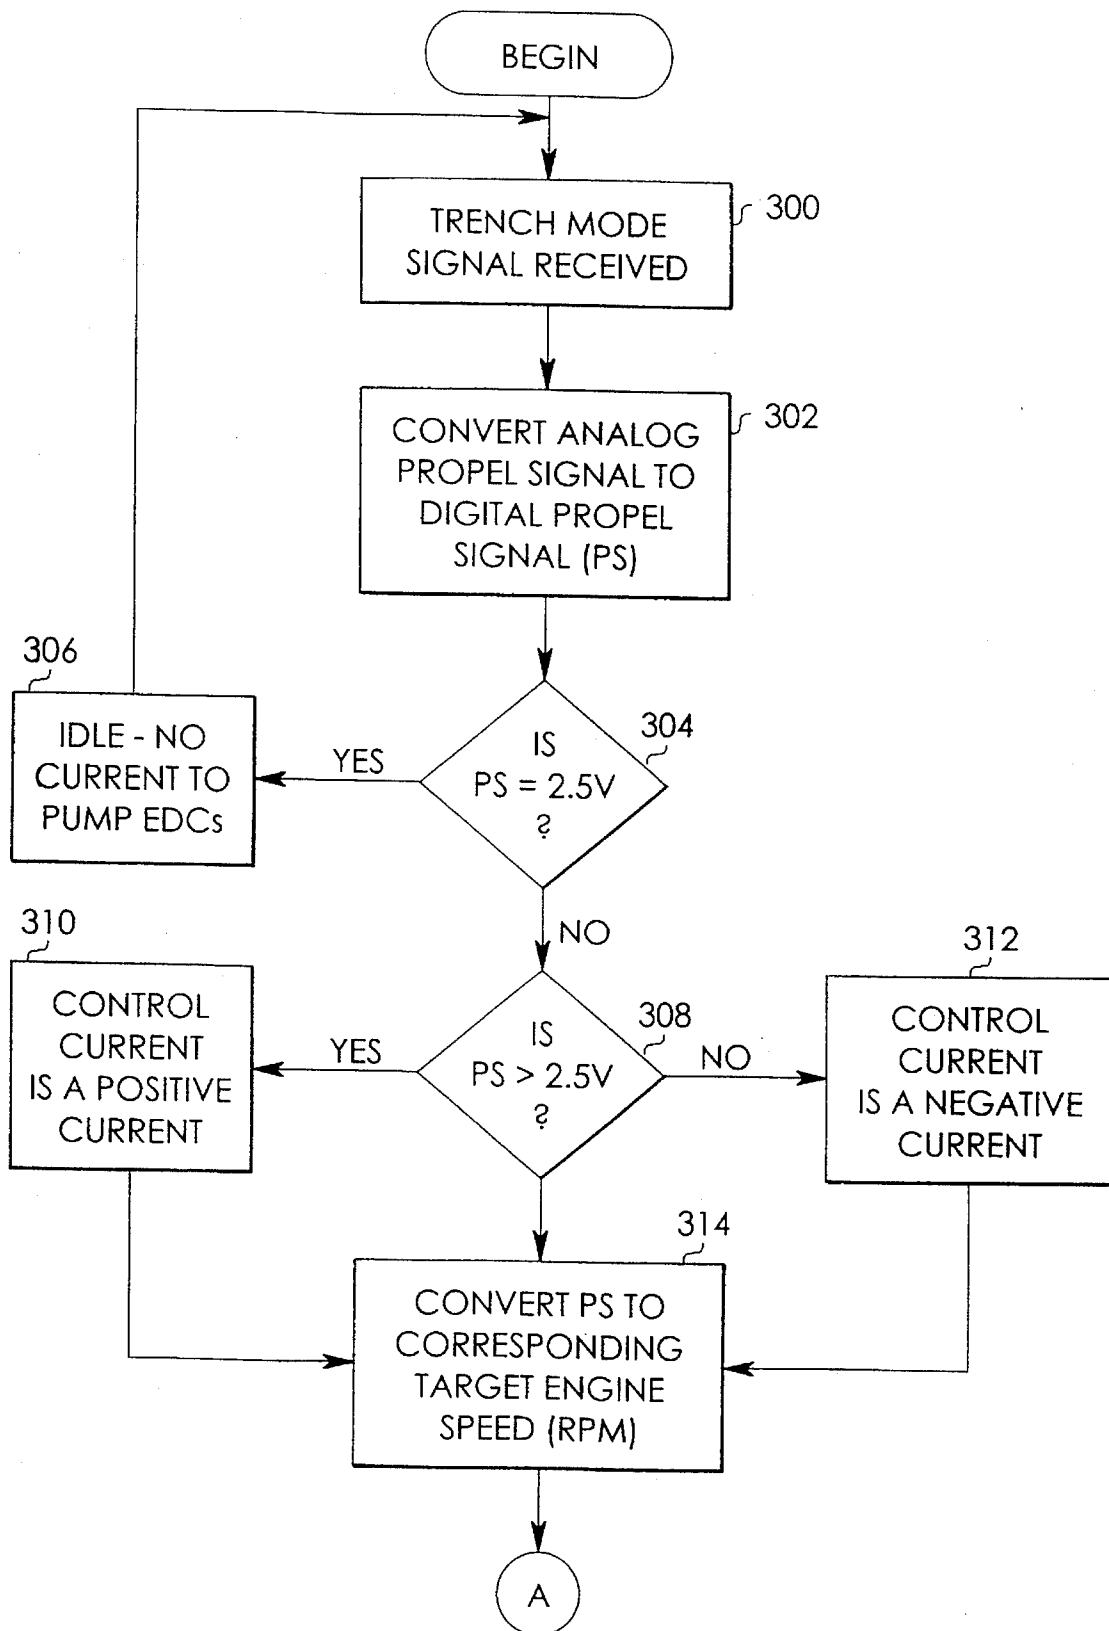 BEGIN
300
TRENCH MODE
SIGNAL RECEIVED
302
CONVERT ANALOG
PROPEL SIGNAL TO
DIGITAL PROPEL
SIGNAL (PS)
306
IDLE - NO
CURRENT TO
PUMP EDCs
YES
304
IS
PS = 2.5V
?
NO
310
CONTROL
CURRENT
IS A POSITIVE
CURRENT
YES
308
IS
PS > 2.5V
?
NO
312
CONTROL
CURRENT
IS A NEGATIVE
CURRENT
314
CONVERT PS TO
CORRESPONDING
TARGET ENGINE
SPEED (RPM)
A